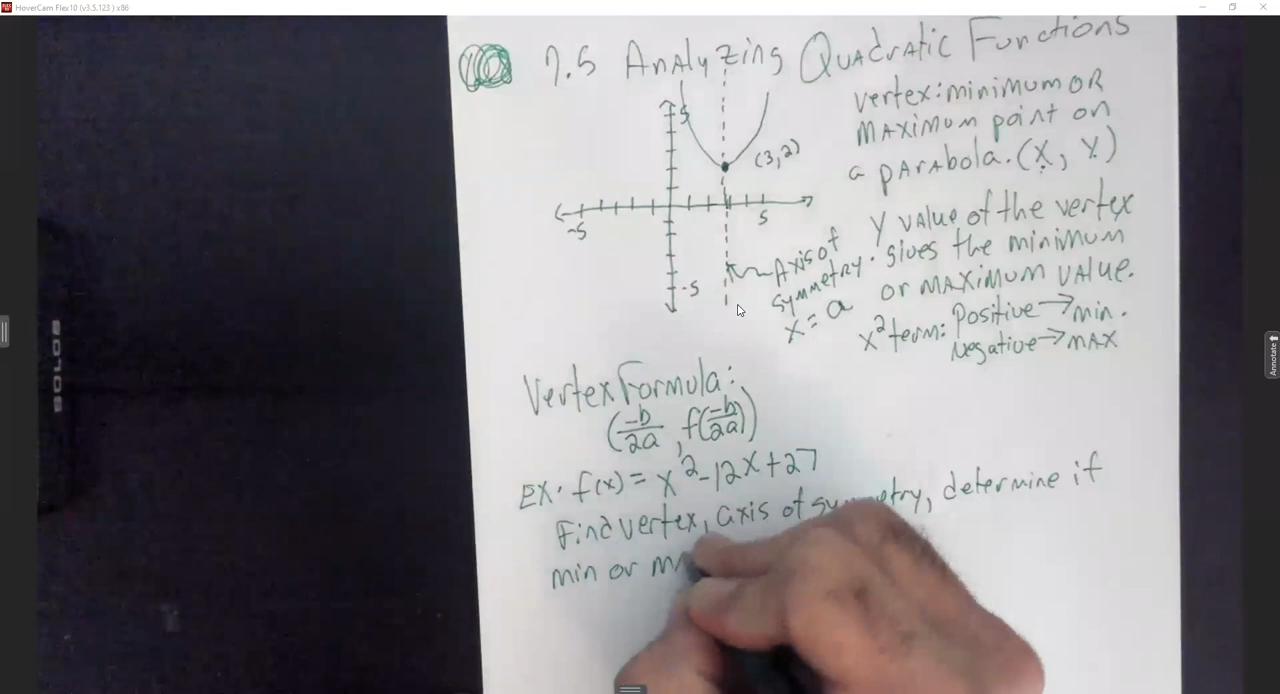 HoverCam Flex10 (v3.5.123 ) x86
7.5 Analyzing Quadratic Functions
vertex: minimum OR
MAXIMUM point on
a parabola. (X, Y)
5
(3,2)
-5
5
-5
Axis of
symmetry.
x = a
Y value of the vertex
gives the minimum
or maximum value.
x² term: Positive → min.
Negative → MAX
Vertex Formula:
(-b/2a, f(-b/2a))
EX. f(x) = x² - 12x + 27
Find vertex, axis of symmetry, determine if
min or m
SOLOS
Annotate